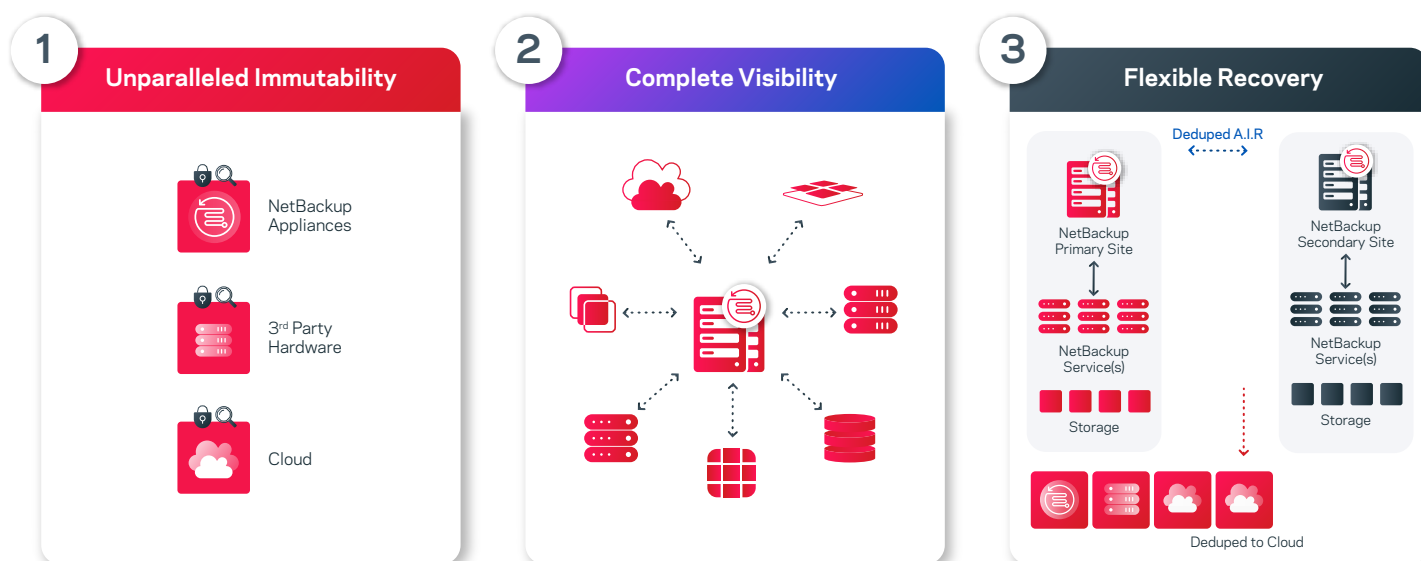 1
Unparalleled Immutability
NetBackup
Appliances
3rd Party
Hardware
Cloud
2
Complete Visibility
3
Flexible Recovery
Deduped A.I.R
NetBackup
Primary Site
NetBackup
Service(s)
Storage
NetBackup
Secondary Site
NetBackup
Service(s)
Storage
Deduped to Cloud